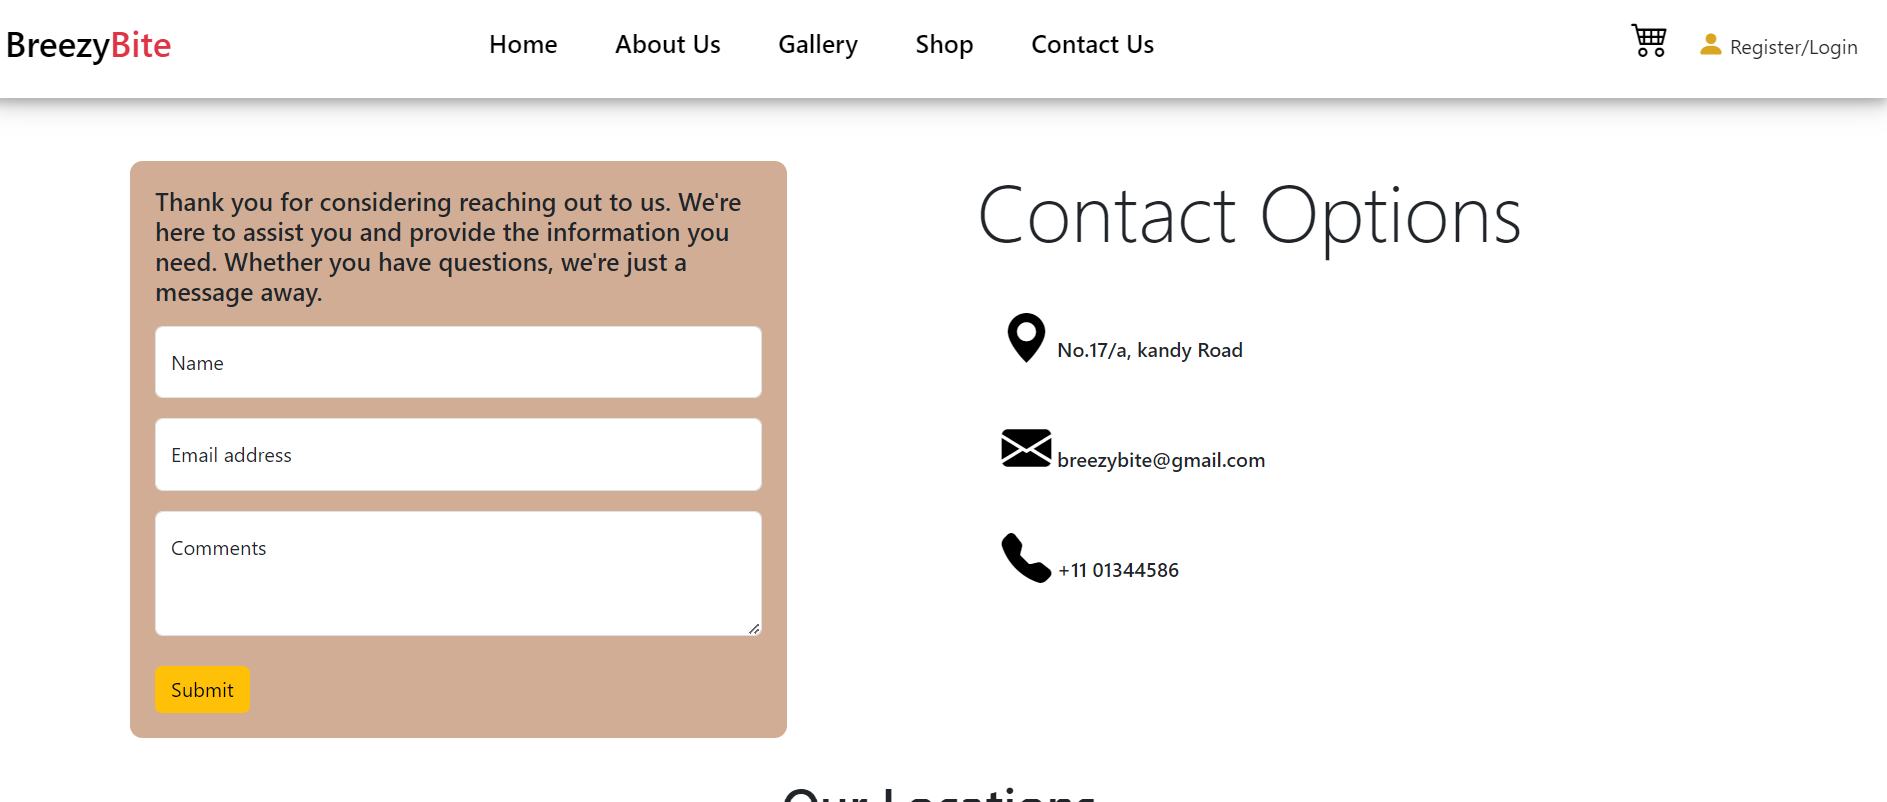 BreezyBite
Home
About Us
Gallery
Shop
Contact Us
Register/Login
Thank you for considering reaching out to us. We're
here to assist you and provide the information you
need. Whether you have questions, we're just a
message away.
Name
Email address
Comments
Submit
Contact Options
No.17/a, kandy Road
breezybite@gmail.com
+11 01344586
Our Locations